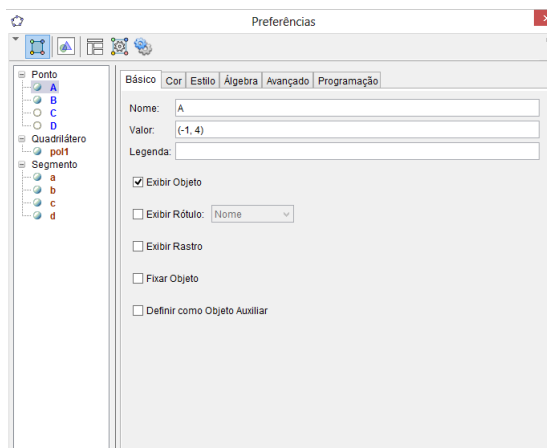 Preferências
Ponto
A
B
C
D
Quadrilátero
pol1
Segmento
a
b
c
d
Básico Cor Estilo Álgebra Avançado Programação
Nome: A
Valor: (-1, 4)
Legenda:
Exibir Objeto
Exibir Rótulo: Nome
Exibir Rastro
Fixar Objeto
Definir como Objeto Auxiliar